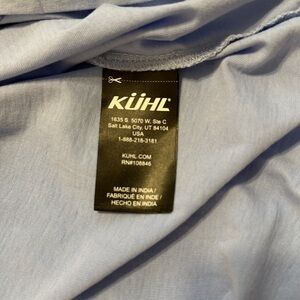 KÜHL
1635 S. 5070 W, Ste C
Salt Lake City, UT 84104
USA
1-888-218-3181
KUHL.COM
RN#108846
MADE IN INDIA/
FABRIQUÉ EN INDE/
HECHO EN INDIA